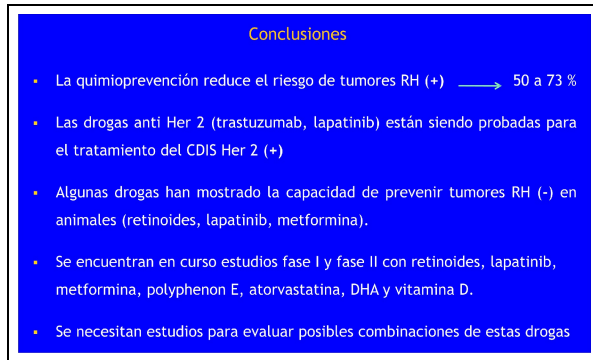 Conclusiones
▪ La quimioprevención reduce el riesgo de tumores RH (+) ⟶ 50 a 73 %
▪ Las drogas anti Her 2 (trastuzumab, lapatinib) están siendo probadas para
el tratamiento del CDIS Her 2 (+)
▪ Algunas drogas han mostrado la capacidad de prevenir tumores RH (-) en
animales (retinoides, lapatinib, metformina).
▪ Se encuentran en curso estudios fase I y fase II con retinoides, lapatinib,
metformina, polyphenon E, atorvastatina, DHA y vitamina D.
▪ Se necesitan estudios para evaluar posibles combinaciones de estas drogas